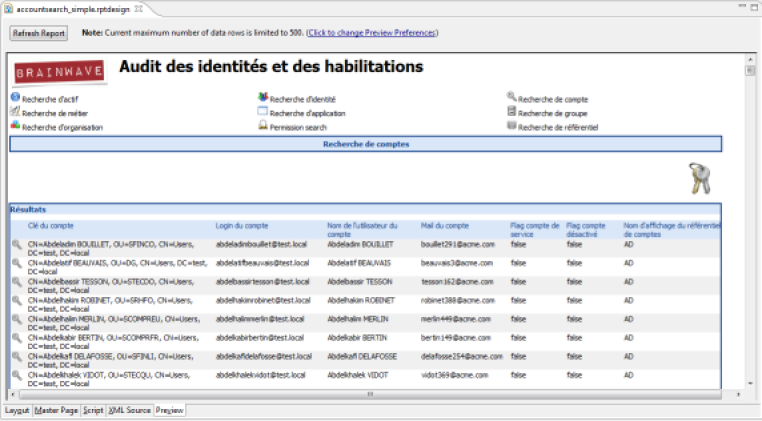 accountsearch_simple.rptdesign
Refresh Report
Note: Current maximum number of data rows is limited to 500. (Click to change Preview Preferences)
BRAINWAVE
Audit des identités et des habilitations
Recherche d'actif
Recherche d'identité
Recherche de compte
Recherche de métier
Recherche d'application
Recherche de groupe
Recherche d'organisation
Permission search
Recherche de référentiel
Recherche de comptes
Résultats
Clé du compte
Login du compte
Nom de l'utilisateur du
compte
Mail du compte
Flag compte de
service
Flag compte
désactivé
Nom d'affichage du référentiel
de comptes
CN=Abdeladim BOUILLET, OU=SFINCO, CN=Users,
DC=test, DC=local
abdeladimbouillet@test.local
Abdeladim BOUILLET
bouillet291@acme.com
false
false
AD
CN=Abdelatif BEAUVAIS, OU=DG, CN=Users, DC=test,
DC=local
abdelatifbeauvais@test.local
Abdelatif BEAUVAIS
beauvais3@acme.com
false
false
AD
CN=Abdelbassir TESSON, OU=STECDO, CN=Users,
DC=test, DC=local
abdelbassirtesson@test.local
Abdelbassir TESSON
tesson162@acme.com
false
false
AD
CN=Abdelhakim ROBINET, OU=SRHFO, CN=Users,
DC=test, DC=local
abdelhakimrobinet@test.local
Abdelhakim ROBINET
robinet388@acme.com
false
false
AD
CN=Abdelhalim MERLIN, OU=SCOMPREU, CN=Users,
DC=test, DC=local
abdelhalimmerlin@test.local
Abdelhalim MERLIN
merlin449@acme.com
false
false
AD
CN=Abdelkabir BERTIN, OU=SCOMPRFR, CN=Users,
DC=test, DC=local
abdelkabirbertin@test.local
Abdelkabir BERTIN
bertin149@acme.com
false
false
AD
CN=Abdelkafi DELAFOSSE, OU=SFINLI, CN=Users,
DC=test, DC=local
abdelkafidelafosse@test.local
Abdelkafi DELAFOSSE
delafosse254@acme.com
false
false
AD
CN=Abdelkhalek VIDOT, OU=STECQU, CN=Users,
DC=test, DC=local
abdelkhalekvidot@test.local
Abdelkhalek VIDOT
vidot369@acme.com
false
false
AD
Layout
Master Page
Script
XML Source
Preview